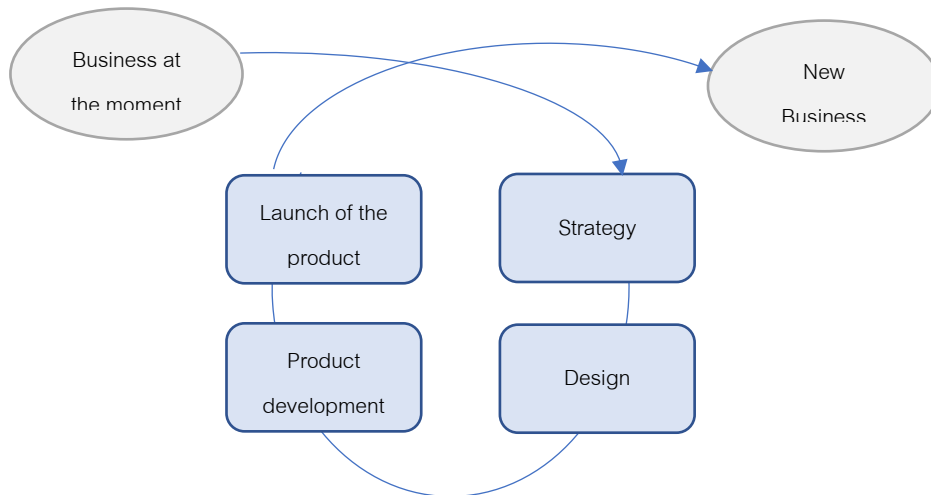 Business at
the moment
New
Business
Launch of the
product
Strategy
Product
development
Design